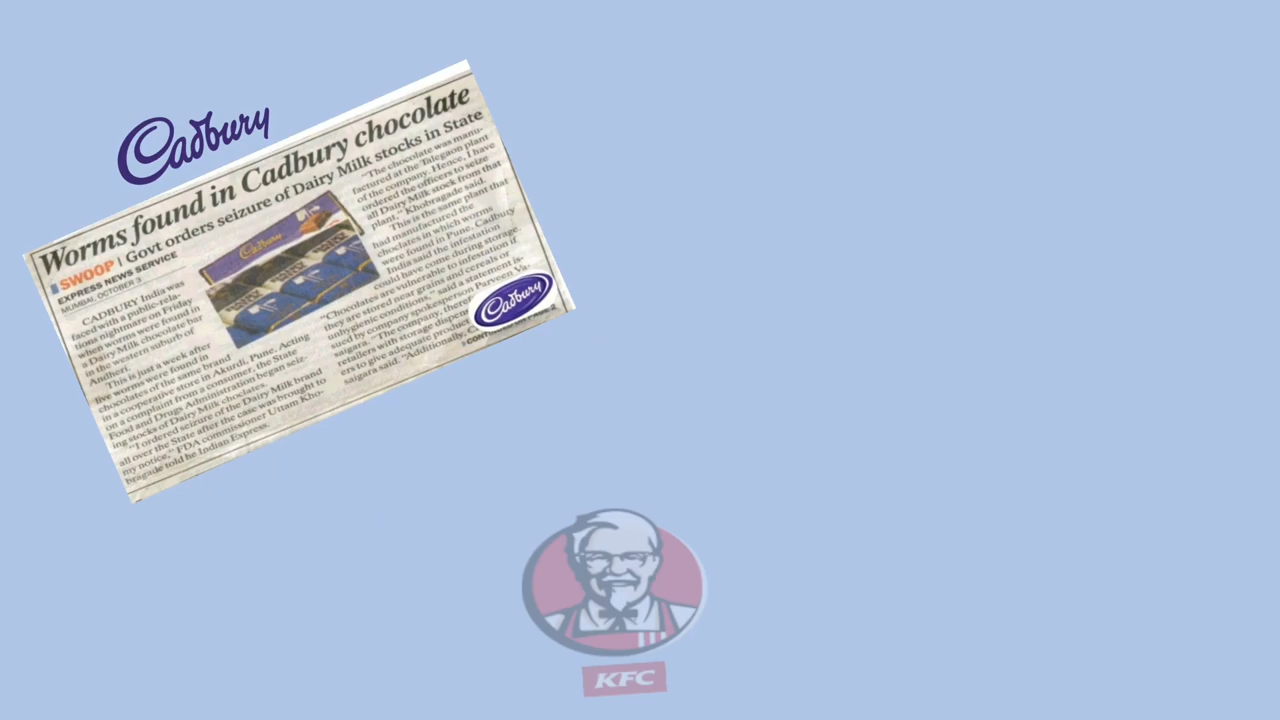 Cadbury
Worms found in Cadbury chocolate
SWOOP | Govt orders seizure of Dairy Milk stocks in State
EXPRESS NEWS SERVICE
MUMBAI, OCTOBER 3
CADBURY India was
faced with a public-rela-
tions nightmare on Friday
when worms were found in
a Dairy Milk chocolate bar
in the western suburb of
Andheri.
This is just a week after
live worms were found in
chocolates of the same brand
in a cooperative store in Akurdi, Pune. Acting
on a complaint from a consumer, the State
Food and Drugs Administration began seiz-
ing stocks of Dairy Milk choclates.
"I ordered seizure of the Dairy Milk brand
all over the State after the case was brought to
my notice," FDA commissioner Uttam Kho-
bragade told he Indian Express.
Cadbury
"The chocolate was manu-
factured at the Talegaon plant
of the company. Hence, I have
ordered the officers to seize
all Dairy Milk stock from that
plant," Khobragade said.
This is the same plant that
had manufactured the
choclates in which worms
were found in Pune. Cadbury
India said the infestation
could have come during storage.
"Chocolates are vulnerable to infestals if
they are stored near grains and cereals or
unhygienic conditions," said a statement is-
sued by company spokesperson Parveen Va-
saigara. "The company, there
retailers with storage dispen
ers to give adequate produc
saigara said. "Additionally, C
Cadbury
KFC